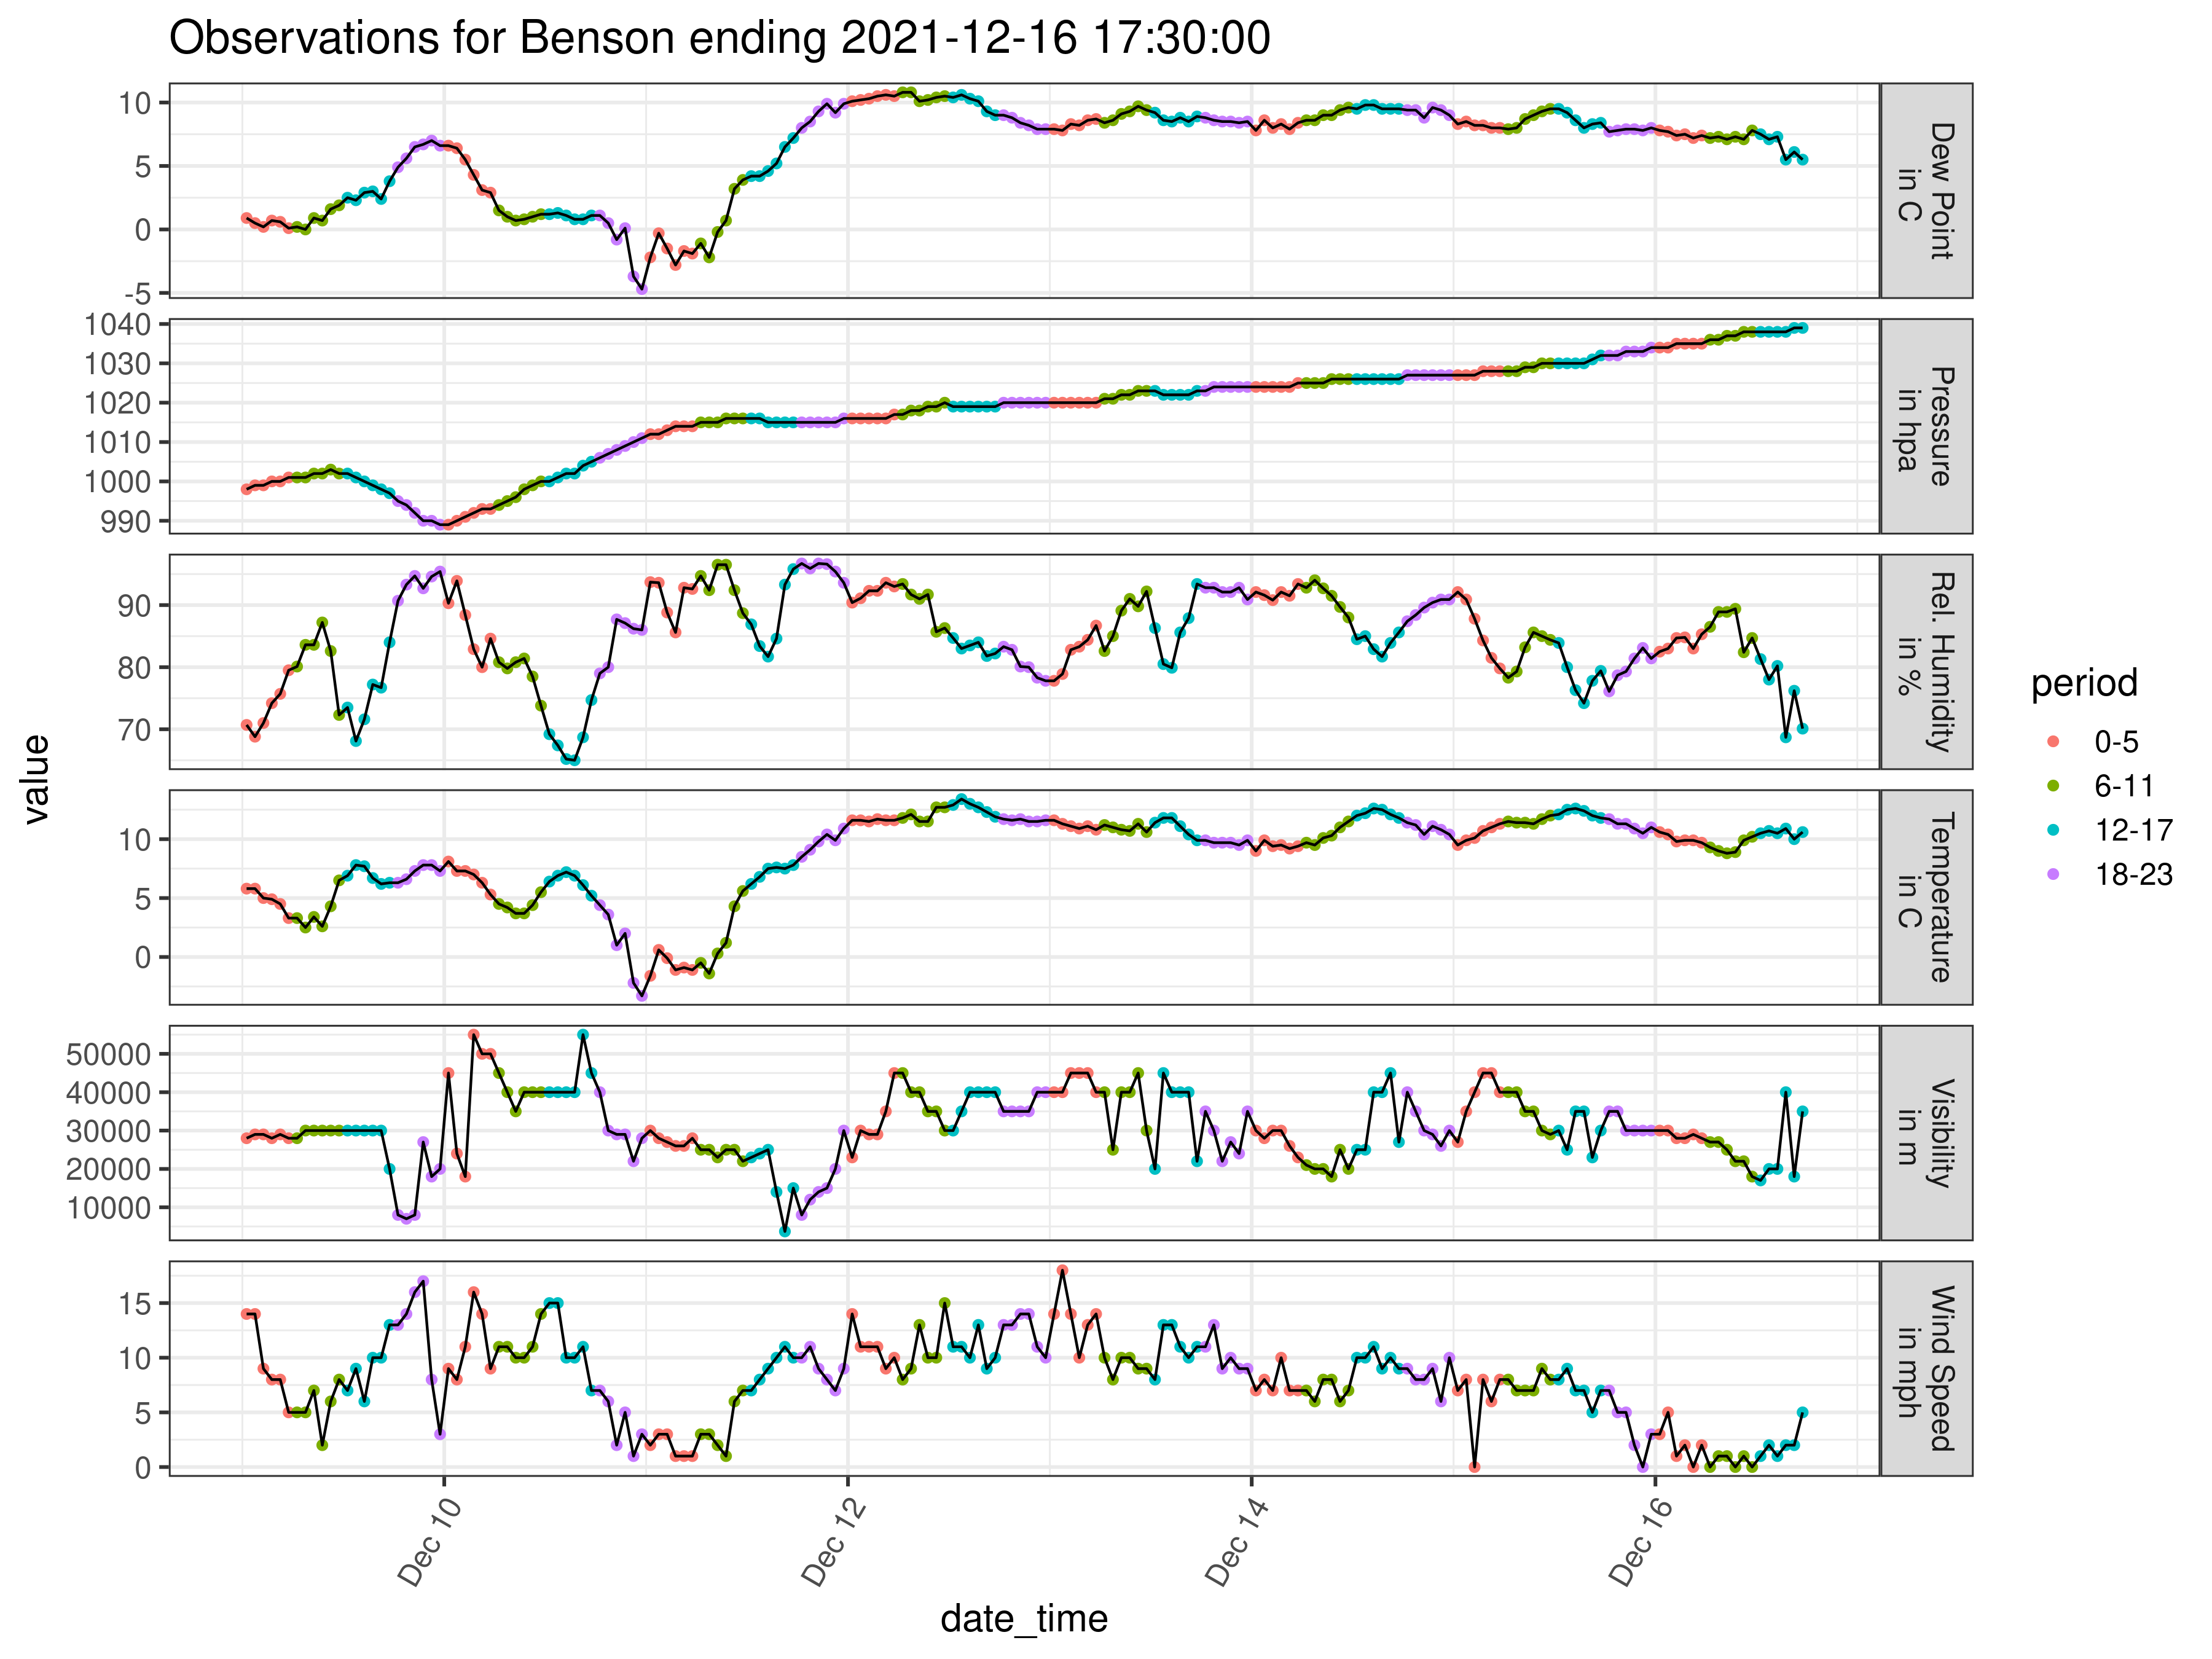 Observations for Benson ending 2021-12-16 17:30:00
value
10
5
0
-5
Dew Point
in C
1040
1030
1020
1010
1000
990
Pressure
in hpa
90
80
70
Rel. Humidity
in %
10
5
0
Temperature
in C
50000
40000
30000
20000
10000
Visibility
in m
15
10
5
0
Wind Speed
in mph
Dec 10
Dec 12
Dec 14
Dec 16
date_time
period
0-5
6-11
12-17
18-23